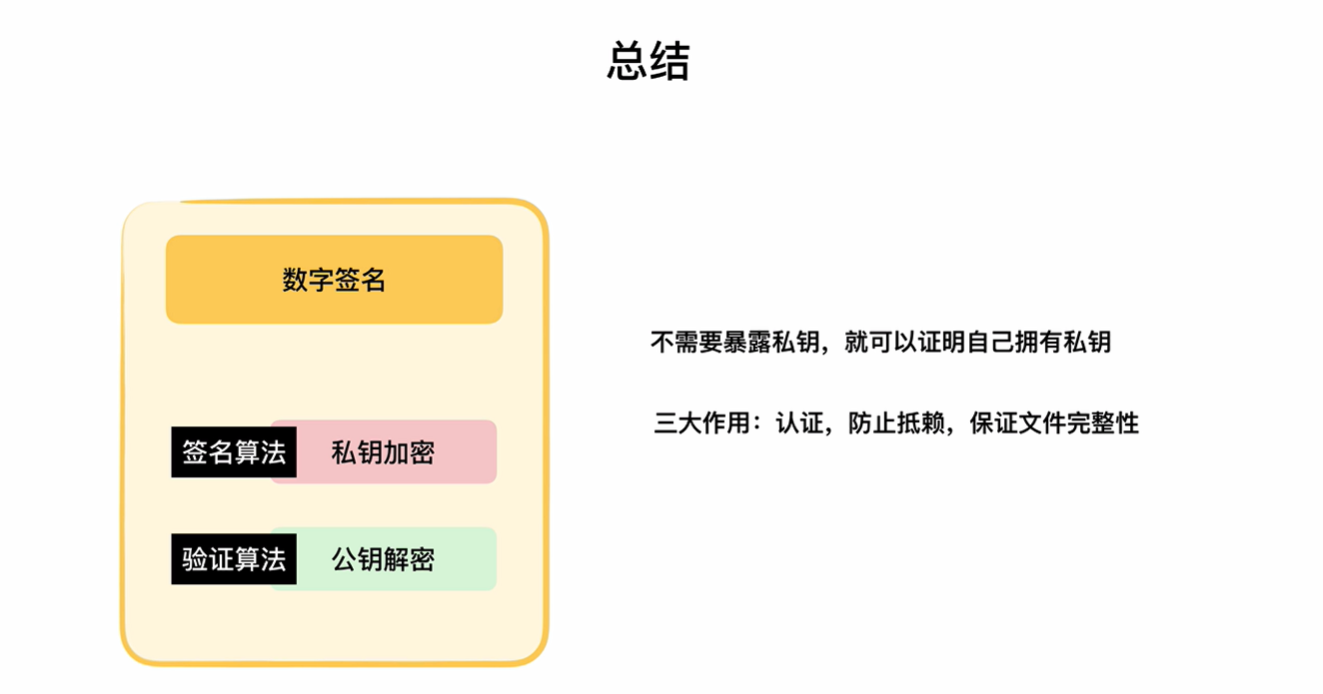 总结
数字签名
签名算法 私钥加密
验证算法 公钥解密
不需要暴露私钥，就可以证明自己拥有私钥
三大作用：认证，防止抵赖，保证文件完整性